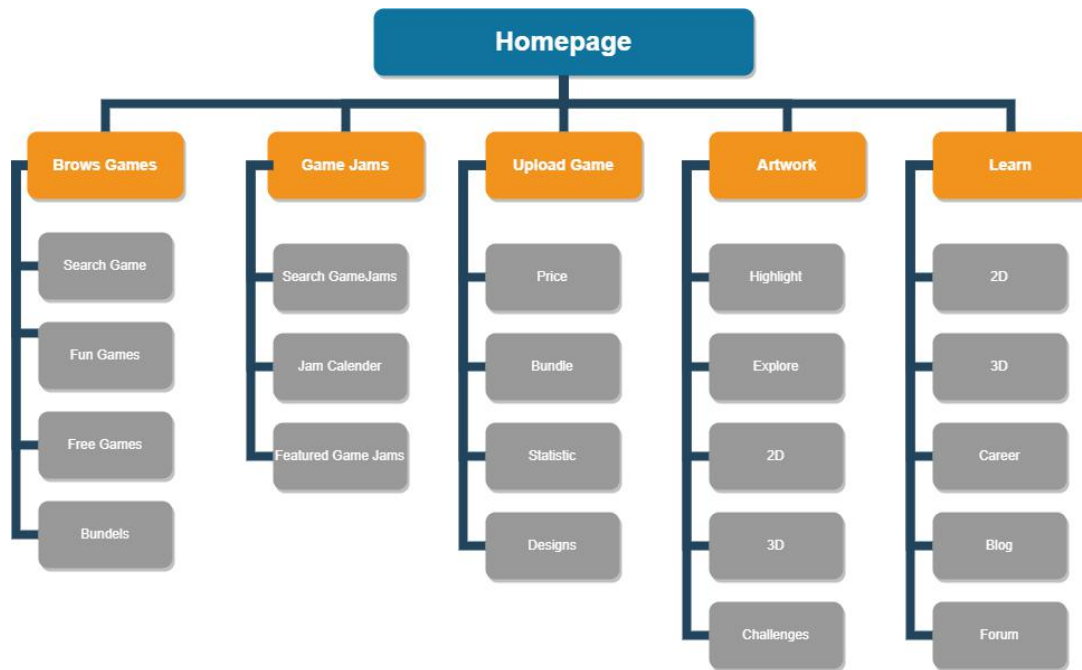 Homepage
Brows Games
Game Jams
Upload Game
Artwork
Learn
Search Game
Fun Games
Free Games
Bundels
Search GameJams
Jam Calender
Featured Game Jams
Price
Bundle
Statistic
Designs
Highlight
Explore
2D
3D
Challenges
2D
3D
Career
Blog
Forum